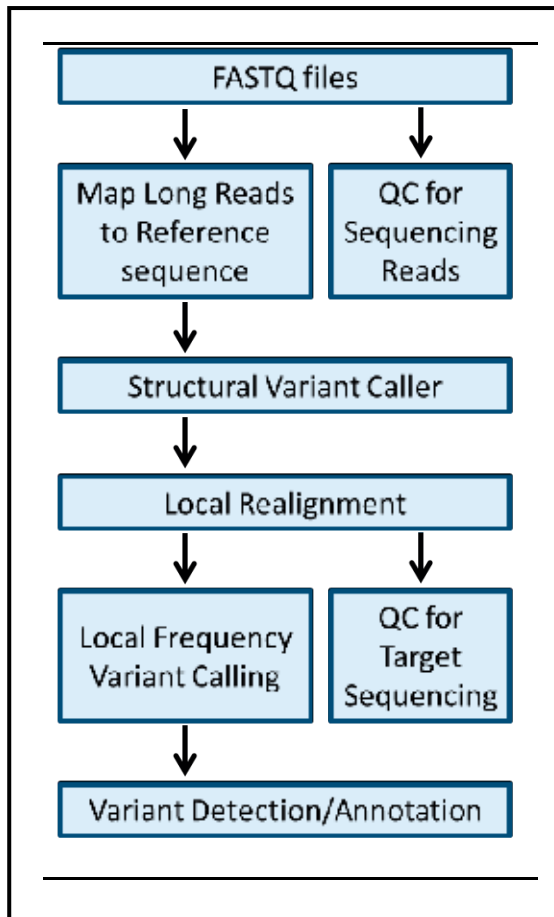 FASTQ files
Map Long Reads
to Reference
sequence
QC for
Sequencing
Reads
Structural Variant Caller
Local Realignment
Local Frequency
Variant Calling
QC for
Target
Sequencing
Variant Detection/Annotation